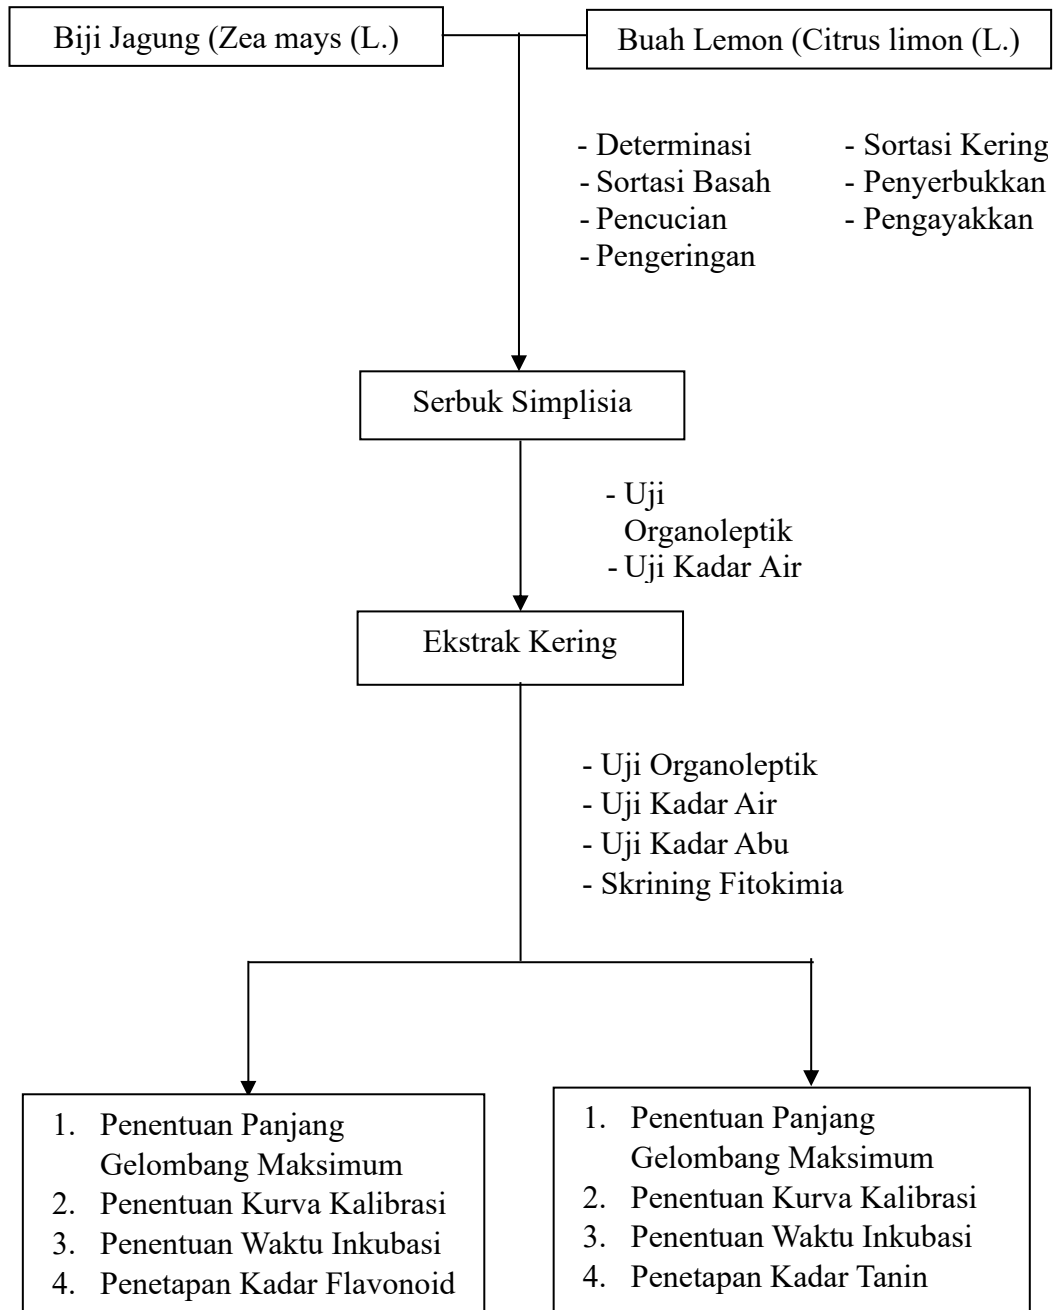 Biji Jagung (Zea mays (L.)
Buah Lemon (Citrus limon (L.)
- Determinasi
- Sortasi Basah
- Pencucian
- Pengeringan
- Sortasi Kering
- Penyerbukkan
- Pengayakkan
Serbuk Simplisia
- Uji
Organoleptik
- Uji Kadar Air
Ekstrak Kering
- Uji Organoleptik
- Uji Kadar Air
- Uji Kadar Abu
- Skrining Fitokimia
1. Penentuan Panjang
Gelombang Maksimum
2. Penentuan Kurva Kalibrasi
3. Penentuan Waktu Inkubasi
4. Penetapan Kadar Flavonoid
1. Penentuan Panjang
Gelombang Maksimum
2. Penentuan Kurva Kalibrasi
3. Penentuan Waktu Inkubasi
4. Penetapan Kadar Tanin